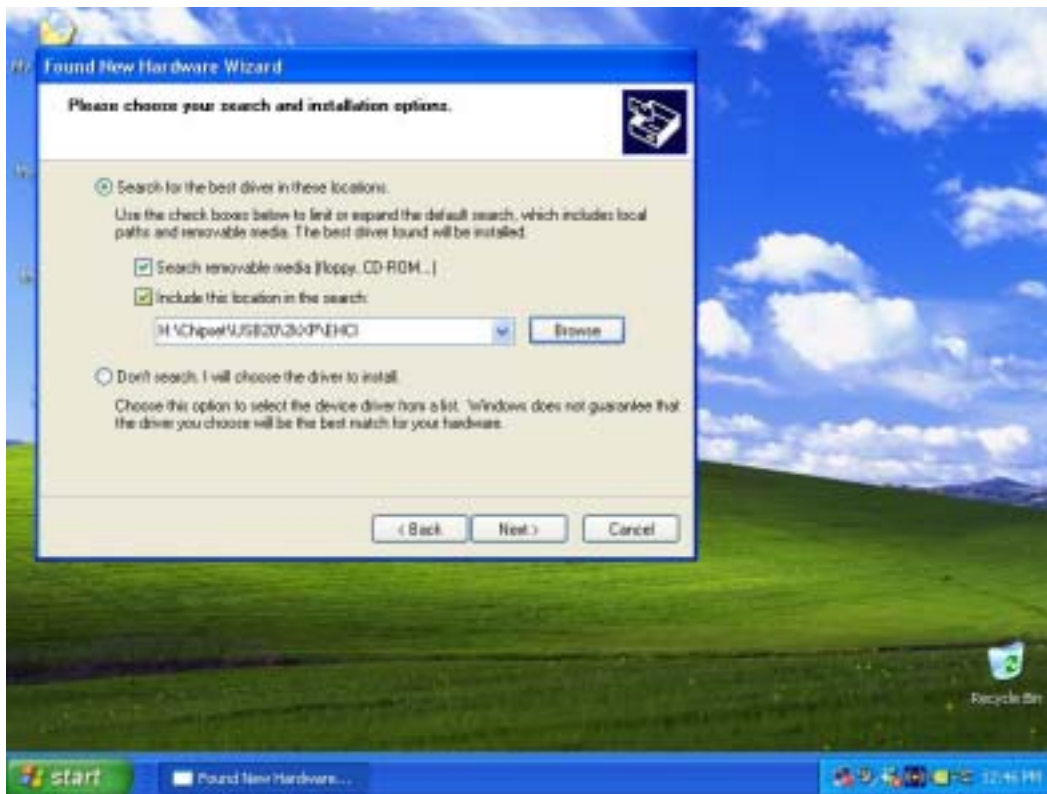 Found New Hardware Wizard
Please choose your search and installation options.
Search for the best driver in these locations.
Use the check boxes below to limit or expand the default search, which includes local
paths and removable media. The best driver found will be installed.
Search removable media (floppy, CD-ROM...)
Include this location in the search:
H:\Chipset\USB20\2kXP\EHCI
Browse
Don't search. I will choose the driver to install.
Choose this option to select the device driver from a list. Windows does not guarantee that
the driver you choose will be the best match for your hardware.
< Back
Next >
Cancel
Recycle Bin
start
Found New Hardware...
12:46 PM